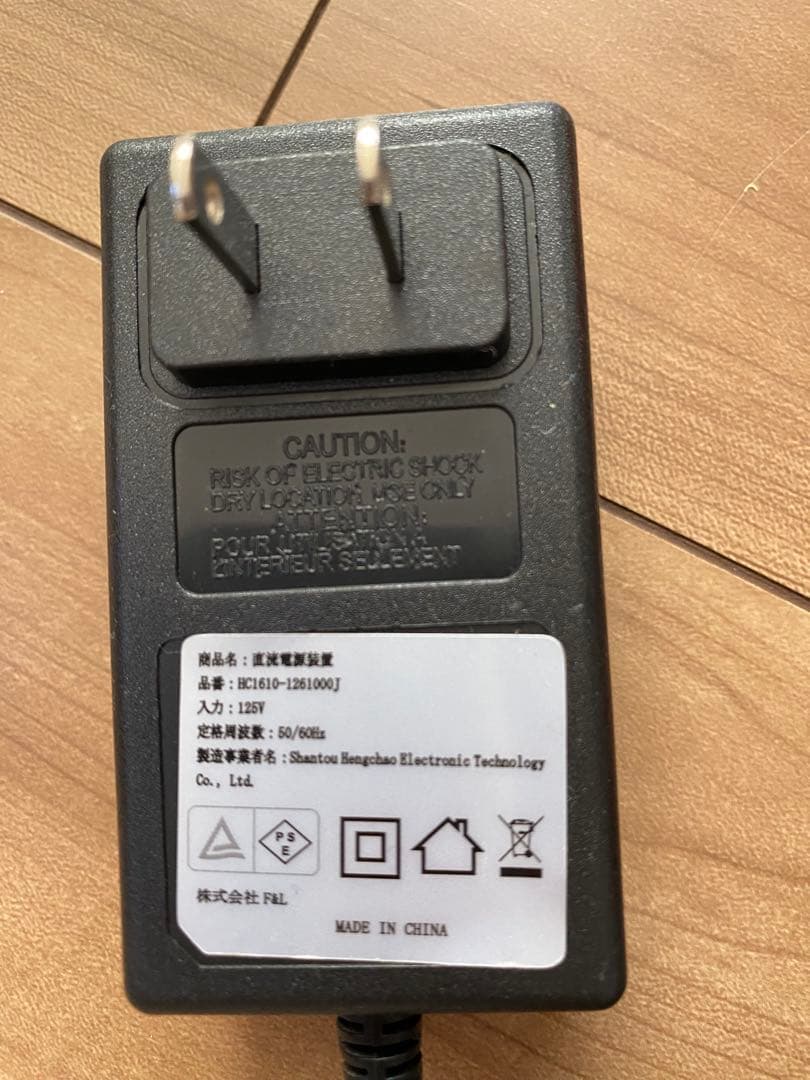 CAUTION:
RISK OF ELECTRIC SHOCK
DRY LOCATION USE ONLY
ATTENTION:
POUR L'UTILISATION A
L'INTERIEUR SEULEMENT
商品名:直流電源装置
品番:HC1610-1261000J
入力:125V
定格周波数:50/60Hz
製造事業者名:Shantou Hengchao Electronic Technology
Co., Ltd.
P S
E
株式会社 F&L
MADE IN CHINA